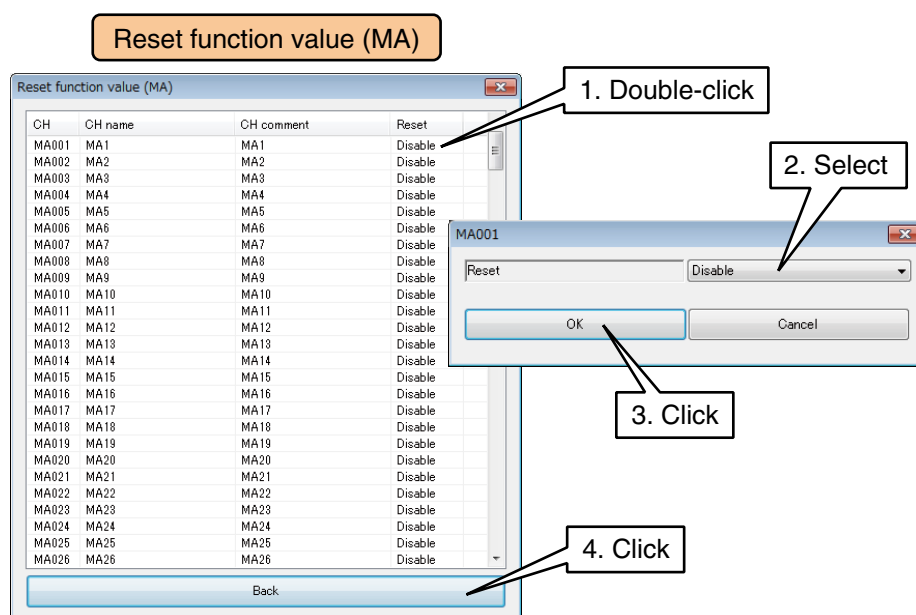 Reset function value (MA)
Reset function value (MA)
1. Double-click
CH CH name CH comment Reset
MA001 MA1 MA1 Disable
MA002 MA2 MA2 Disable
MA003 MA3 MA3 Disable
MA004 MA4 MA4 Disable
MA005 MA5 MA5 Disable
MA006 MA6 MA6 Disable
MA007 MA7 MA7 Disable
MA008 MA8 MA8 Disable
MA009 MA9 MA9 Disable
MA010 MA10 MA10 Disable
MA011 MA11 MA11 Disable
MA012 MA12 MA12 Disable
MA013 MA13 MA13 Disable
MA014 MA14 MA14 Disable
MA015 MA15 MA15 Disable
MA016 MA16 MA16 Disable
MA017 MA17 MA17 Disable
MA018 MA18 MA18 Disable
MA019 MA19 MA19 Disable
MA020 MA20 MA20 Disable
MA021 MA21 MA21 Disable
MA022 MA22 MA22 Disable
MA023 MA23 MA23 Disable
MA024 MA24 MA24 Disable
MA025 MA25 MA25 Disable
MA026 MA26 MA26 Disable
Back
2. Select
MA001
Reset Disable
OK Cancel
3. Click
4. Click